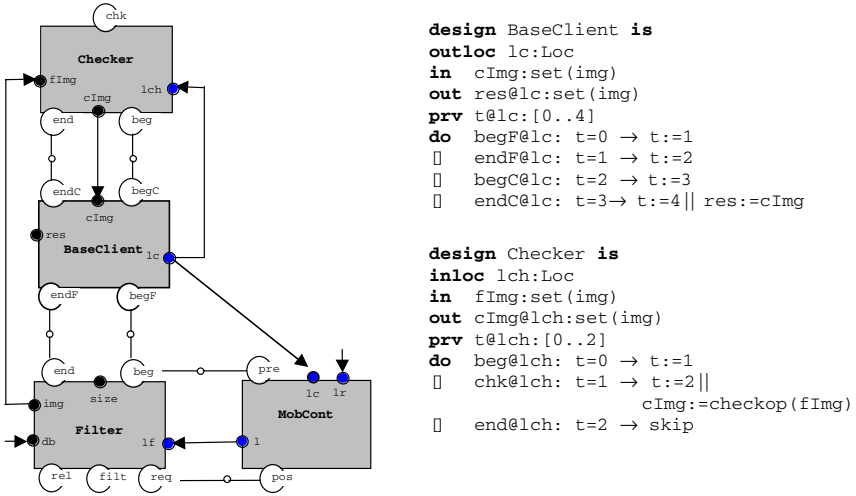 chk
Checker
fImg
lch
cImg
end
beg
endC
begC
cImg
res
BaseClient
lc
endF
begF
end
beg
pre
size
lc
lr
img
MobCont
Filter
db
lf
l
rel
filt
req
pos
design BaseClient is
outloc lc:Loc
in cImg:set(img)
out res@lc:set(img)
prv t@lc:[0..4]
do begF@lc: t=0 → t:=1
[] endF@lc: t=1 → t:=2
[] begC@lc: t=2 → t:=3
[] endC@lc: t=3→ t:=4|| res:=cImg
design Checker is
inloc lch:Loc
in fImg:set(img)
out cImg@lch:set(img)
prv t@lch:[0..2]
do beg@lch: t=0 → t:=1
[] chk@lch: t=1 → t:=2||
cImg:=checkop(fImg)
[] end@lch: t=2 → skip